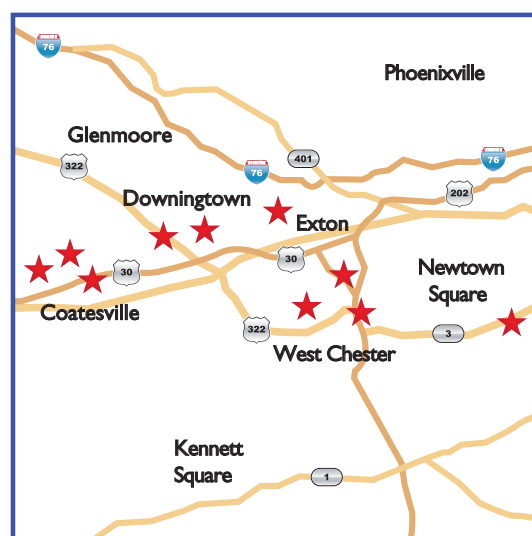 76
Phoenixville
Glenmoore
322
401
76
76
202
Downingtown
Exton
30
30
Newtown
Square
Coatesville
322
3
West Chester
Kennett
Square
1